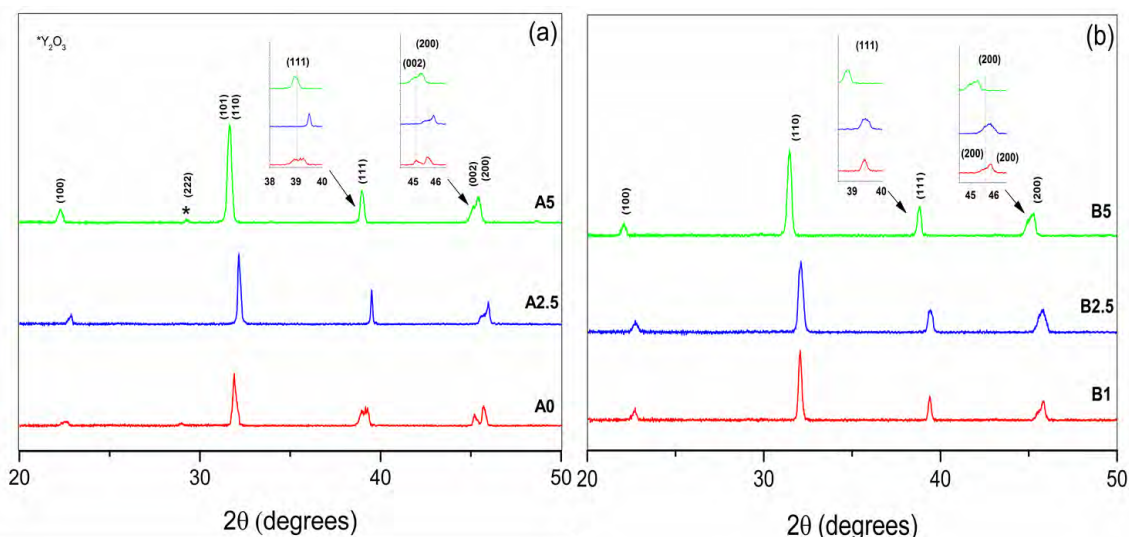 (a)
*Y₂O₃
(200)
(111)
(002)
38 39 40
45 46
(100)
*
(222)
(101)
(110)
(111)
(002)
(200)
A5
A2.5
A0
20 30 40 50
2θ (degrees)
(b)
(111)
(200)
(200) (200)
39 40
45 46
(100)
(110)
(111)
(200)
B5
B2.5
B1
20 30 40 50
2θ (degrees)